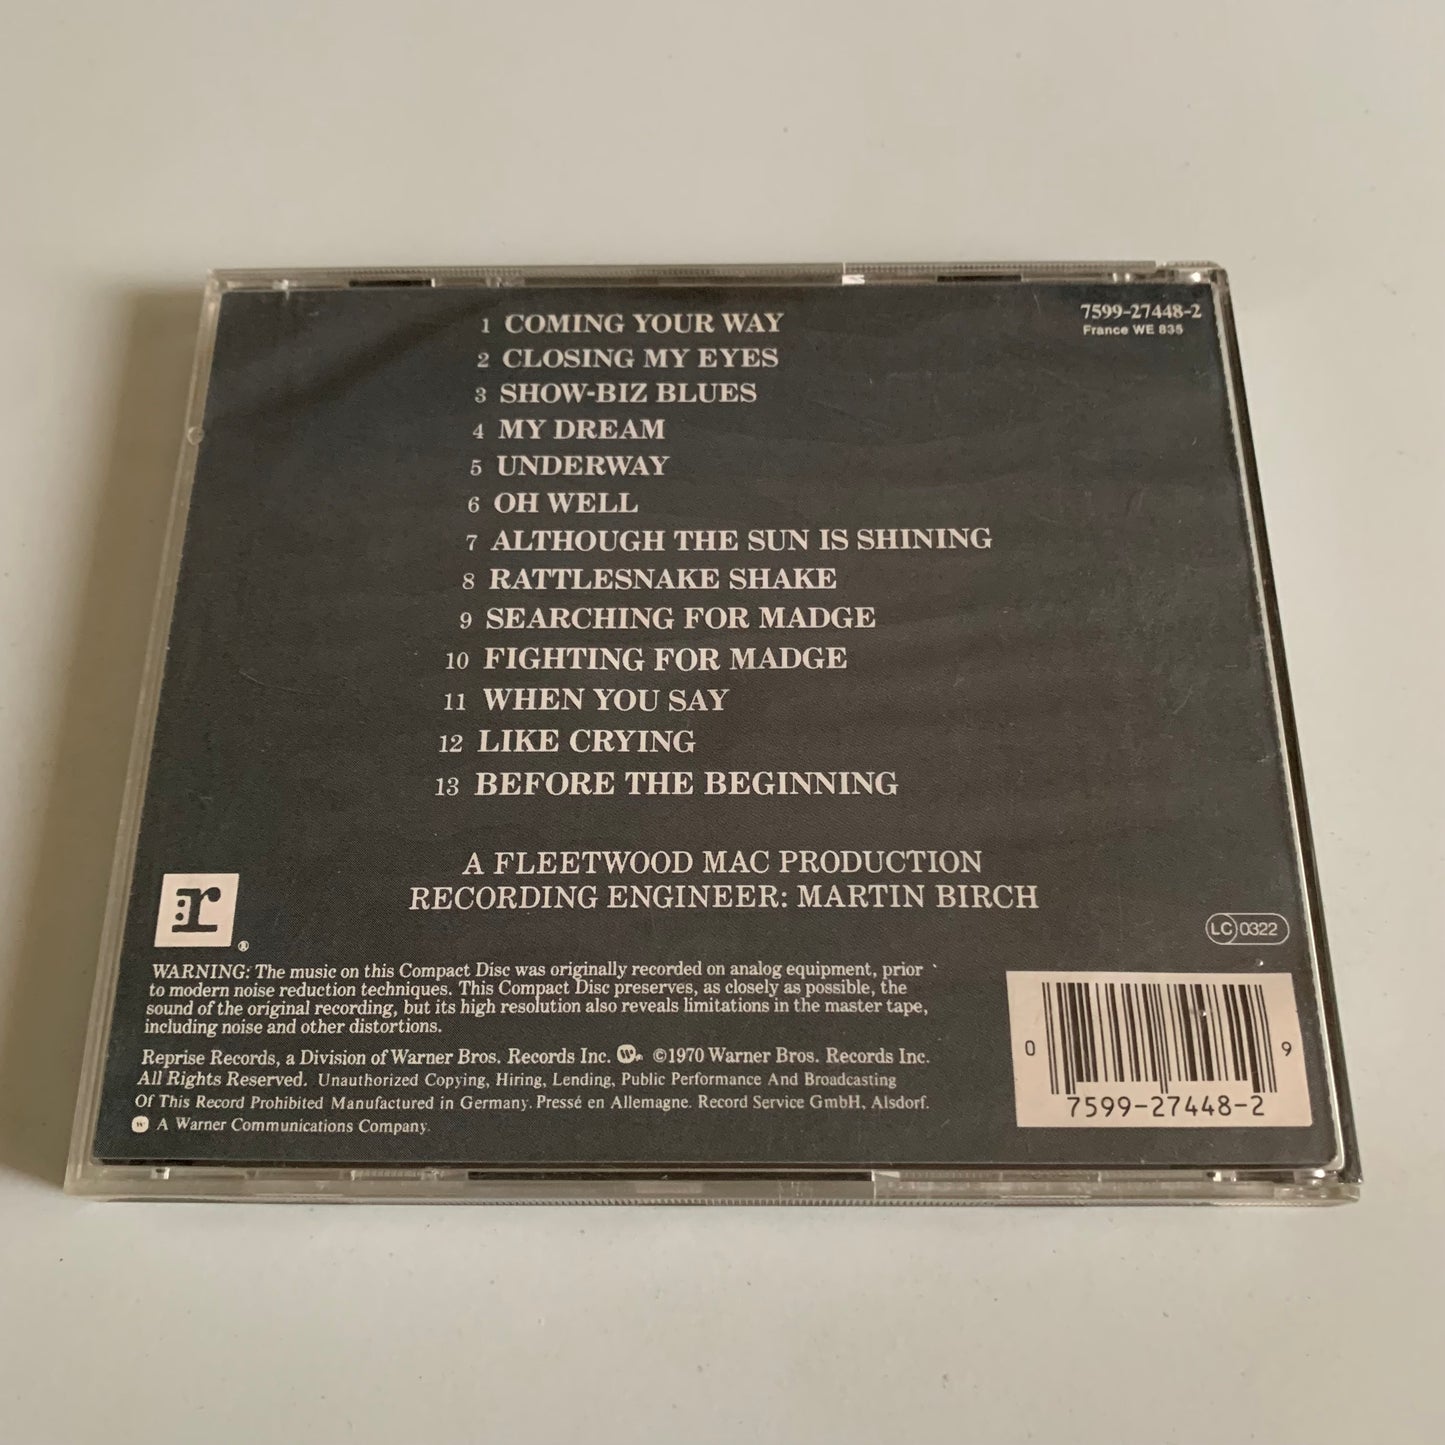 7599-27448-2
France WE 835
1 COMING YOUR WAY
2 CLOSING MY EYES
3 SHOW-BIZ BLUES
4 MY DREAM
5 UNDERWAY
6 OH WELL
7 ALTHOUGH THE SUN IS SHINING
8 RATTLESNAKE SHAKE
9 SEARCHING FOR MADGE
10 FIGHTING FOR MADGE
11 WHEN YOU SAY
12 LIKE CRYING
13 BEFORE THE BEGINNING
A FLEETWOOD MAC PRODUCTION
RECORDING ENGINEER: MARTIN BIRCH
:r ®
LC 0322
WARNING: The music on this Compact Disc was originally recorded on analog equipment, prior
to modern noise reduction techniques. This Compact Disc preserves, as closely as possible, the
sound of the original recording, but its high resolution also reveals limitations in the master tape,
including noise and other distortions.
Reprise Records, a Division of Warner Bros. Records Inc. ©1970 Warner Bros. Records Inc.
All Rights Reserved. Unauthorized Copying, Hiring, Lending, Public Performance And Broadcasting
Of This Record Prohibited Manufactured in Germany. Pressé en Allemagne. Record Service GmbH, Alsdorf.
A Warner Communications Company.
0 9
7599-27448-2